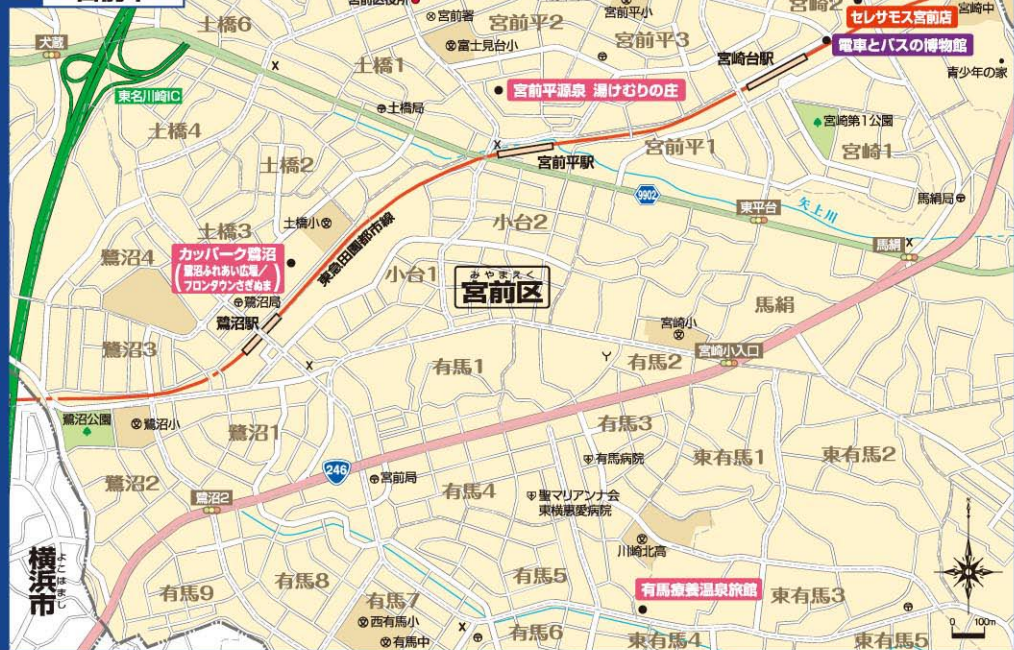 土橋6
宮前署
宮前平2
宮前平小
宮崎2
セレサモス宮前店
宮崎中
犬蔵
富士見台小
宮前平3
電車とバスの博物館
土橋1
宮崎台駅
青少年の家
東名川崎IC
宮前平源泉 湯けむりの庄
土橋局
宮崎第1公園
土橋4
宮前平1
宮崎1
土橋2
宮前平駅
9902
馬絹局
矢上川
東平台
土橋小
小台2
土橋3
東急田園都市線
馬絹
鷺沼4
カッパーク鷺沼
(鷺沼ふれあい広場/
フロンタウンさぎぬま)
小台1
みやまえく
宮前区
鷺沼局
馬絹
鷺沼駅
宮崎小
鷺沼3
有馬1
有馬2
宮崎小入口
鷺沼公園
鷺沼小
鷺沼1
有馬3
東有馬1
東有馬2
有馬病院
246
宮前局
鷺沼2
有馬4
鷺沼2
聖マリアンナ会
東横惠愛病院
川崎北高
横浜市
よこはまし
有馬8
有馬5
有馬9
有馬療養温泉旅館
東有馬3
有馬7
西有馬小
有馬中
有馬6
東有馬4
東有馬5
0 100m